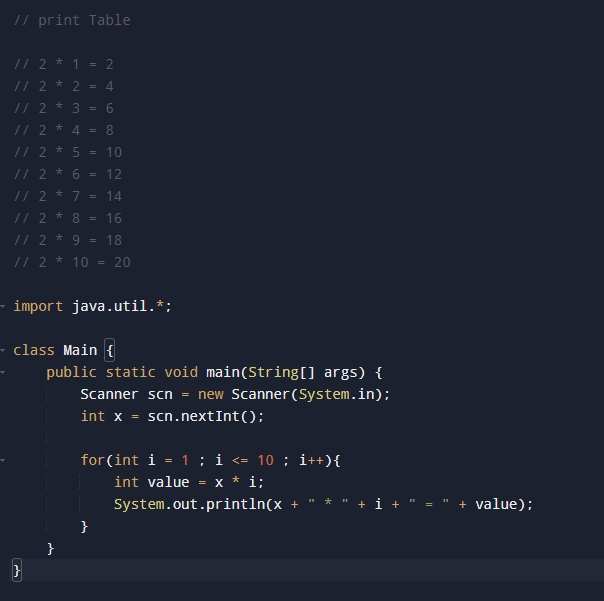 // print Table
// 2 * 1 = 2
// 2 * 2 = 4
// 2 * 3 = 6
// 2 * 4 = 8
// 2 * 5 = 10
// 2 * 6 = 12
// 2 * 7 = 14
// 2 * 8 = 16
// 2 * 9 = 18
// 2 * 10 = 20
import java.util.*;
class Main {
    public static void main(String[] args) {
        Scanner scn = new Scanner(System.in);
        int x = scn.nextInt();
        for(int i = 1 ; i <= 10 ; i++){
            int value = x * i;
            System.out.println(x + " * " + i + " = " + value);
        }
    }
}